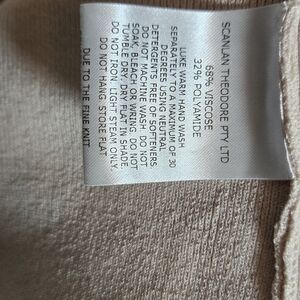 SCANLAN THEODORE PTY LTD
68% VISCOSE
32% POLYAMIDE
LUKE WARM HAND WASH
SEPARATELY TO A MAXIMUM OF 30
DEGREES USING NEUTRAL
DETERGENTS FREE OF SOFTENERS
DO NOT MACHINE WASH. DO NOT
SOAK, BLEACH OR WRING. DO NOT
TUMBLE DRY. DRY FLAT IN SHADE.
DO NOT IRON. LIGHT STEAM ONLY.
DO NOT HANG. STORE FLAT
DUE TO THE FINE KNIT